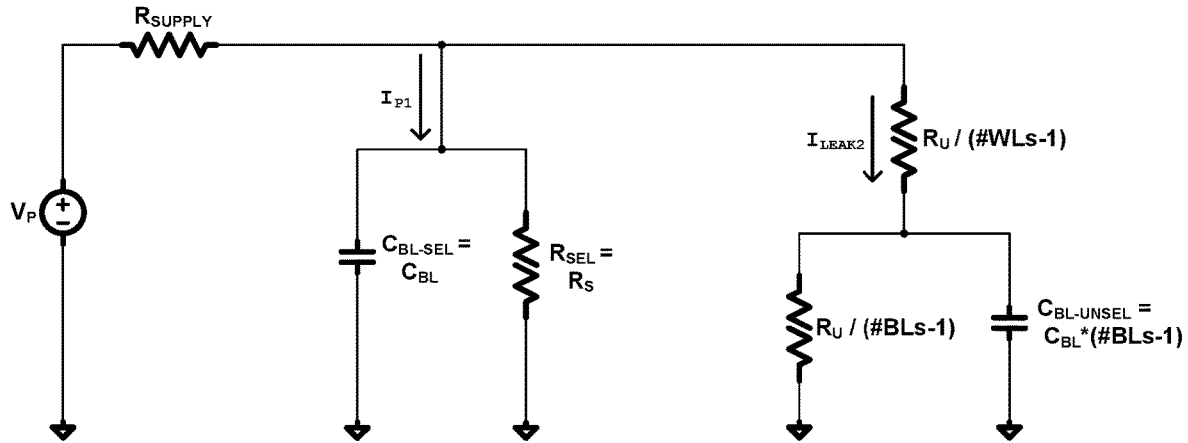 RSUPPLY
IP1
ILEAK2
RU / (#WLs-1)
VP
+
–
CBL-SEL =
CBL
RSEL =
RS
RU / (#BLs-1)
CBL-UNSEL =
CBL*(#BLs-1)